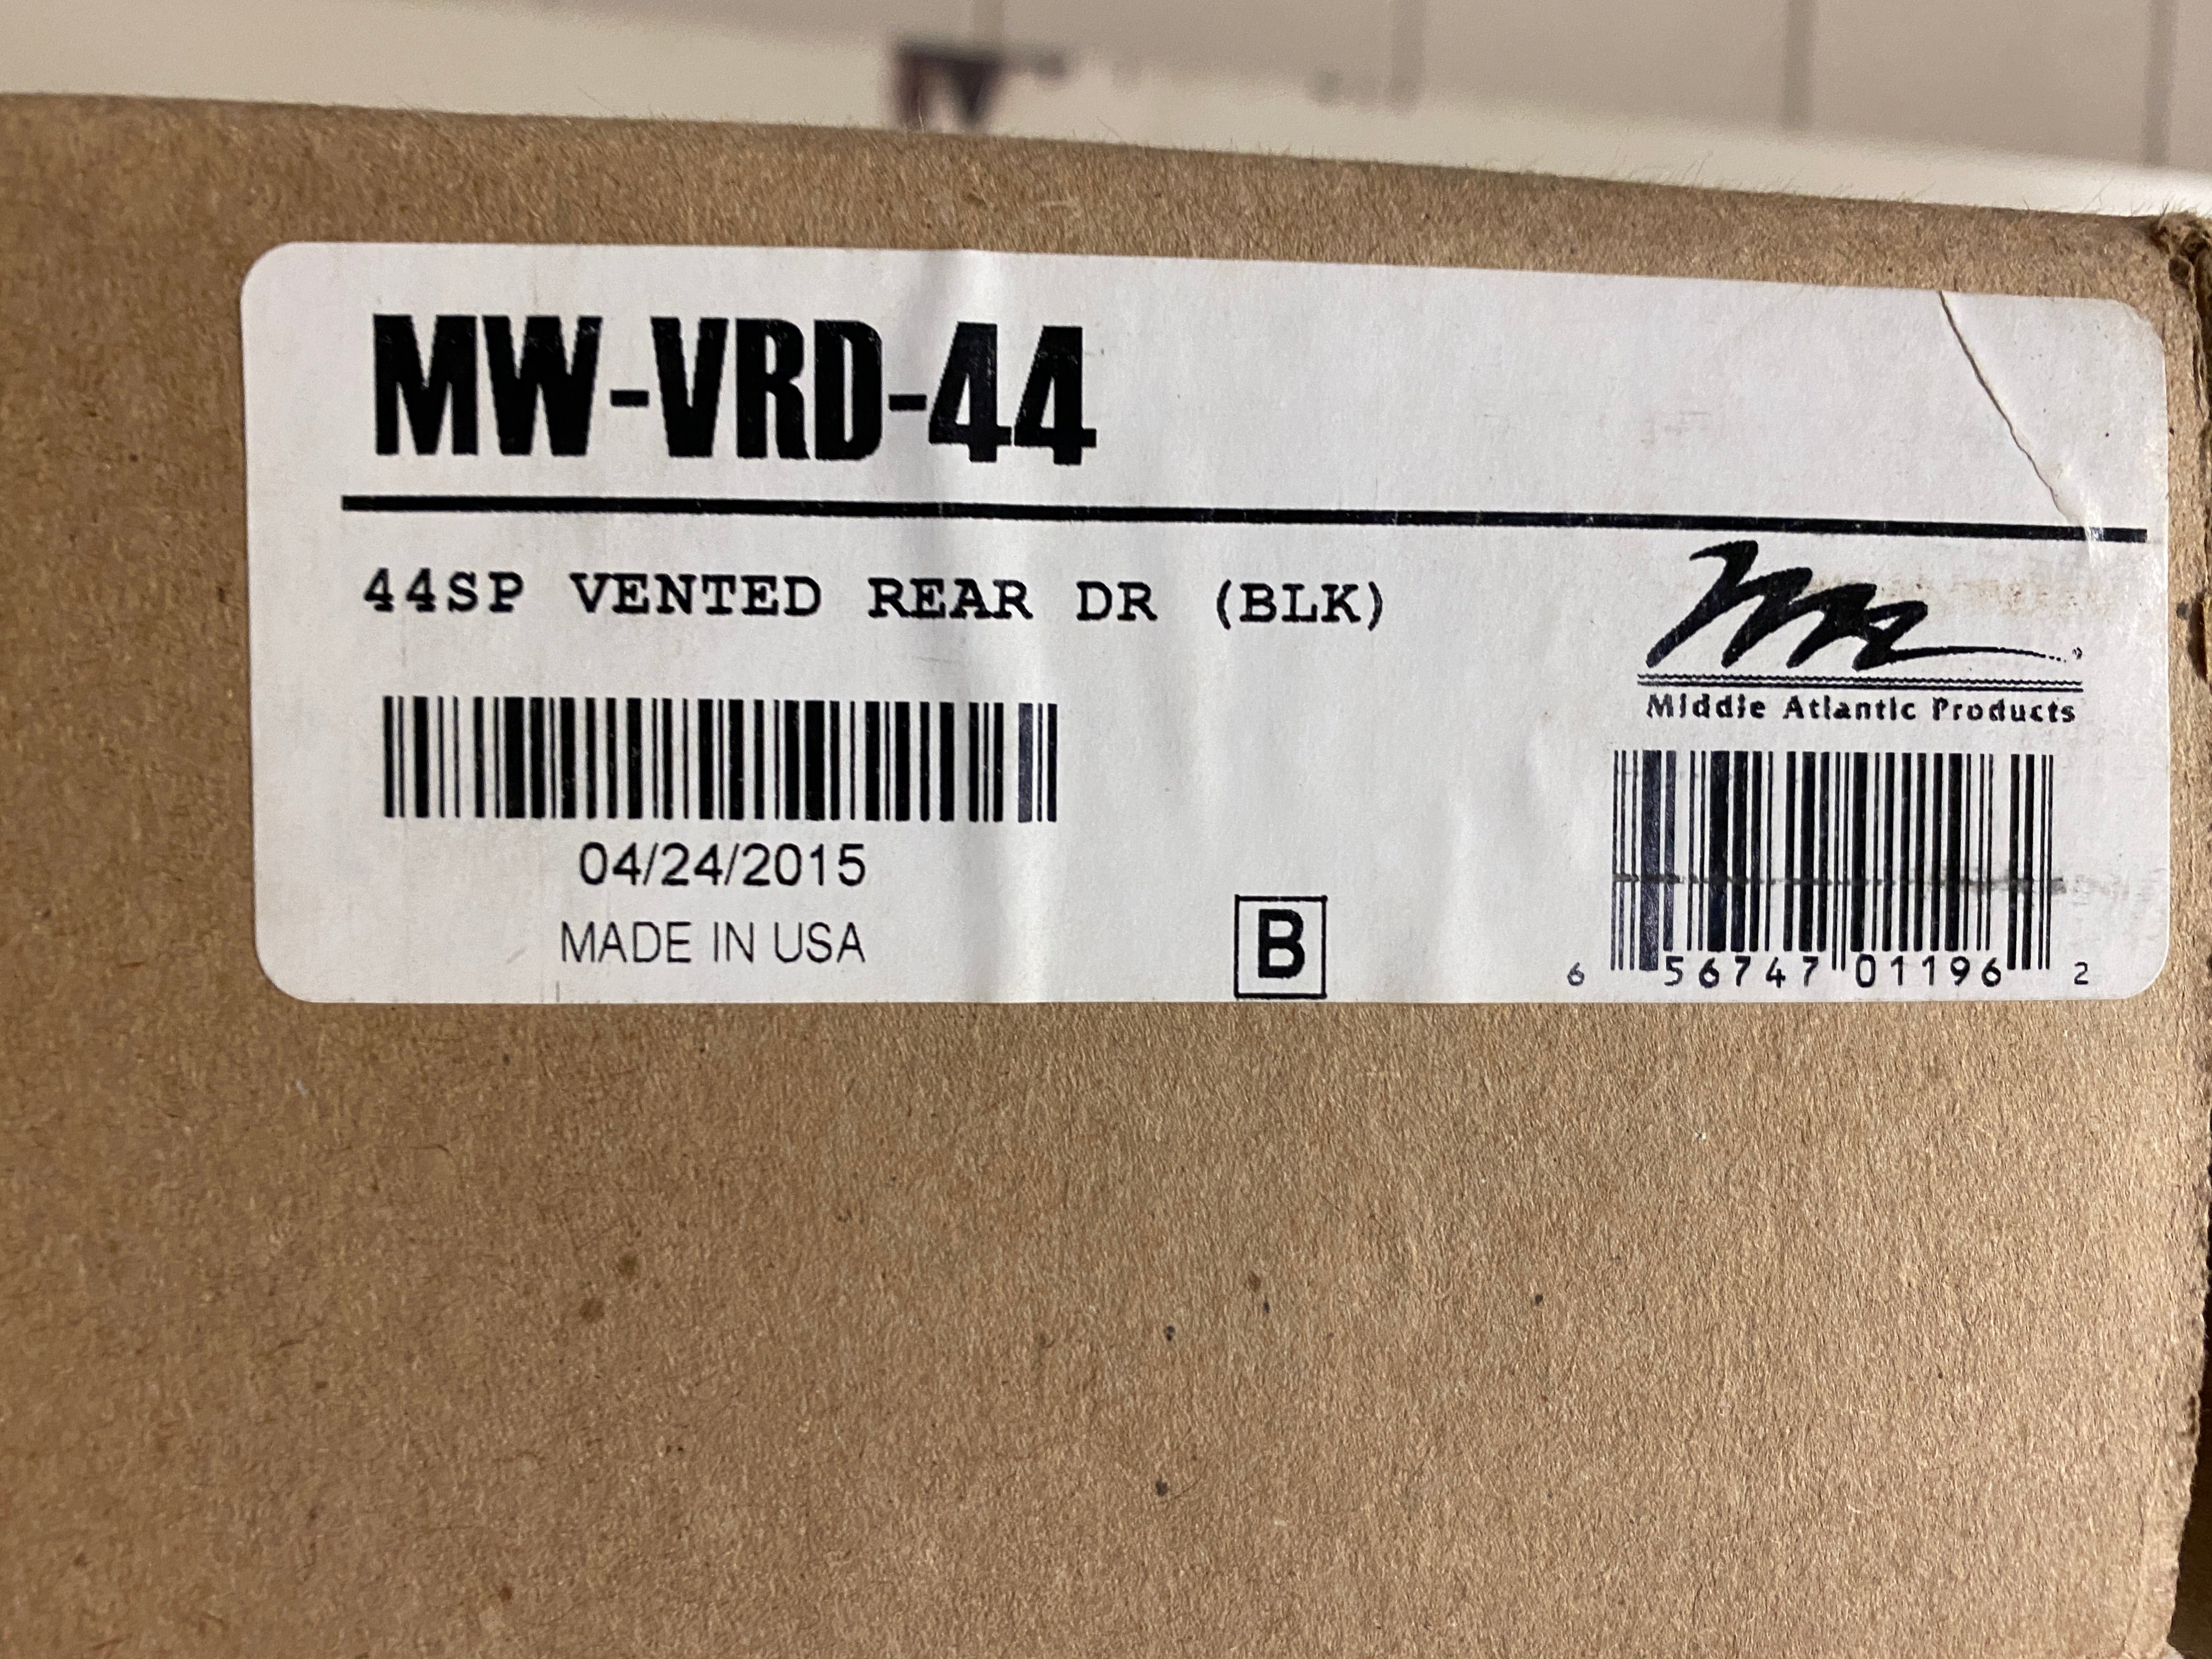 MW-VRD-44
44SP VENTED REAR DR (BLK)
Middle Atlantic Products
04/24/2015
MADE IN USA
B
6 56747 01196 2